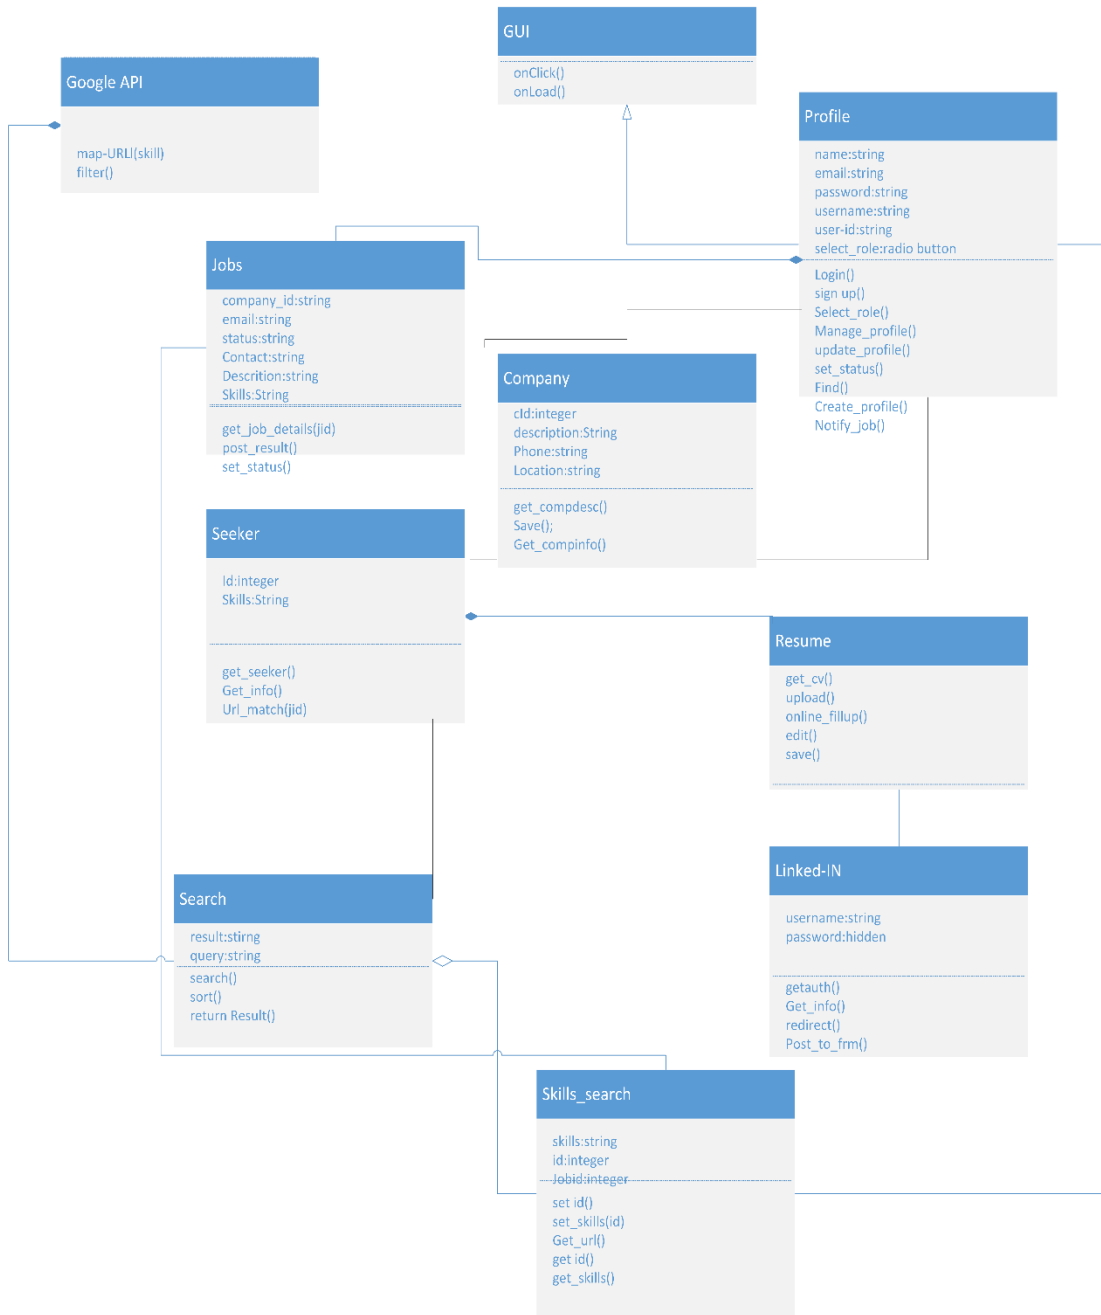 GUI
onClick()
onLoad()
Google API
map-URLl(skill)
filter()
Profile
name:string
email:string
password:string
username:string
user-id:string
select_role:radio button
Login()
sign up()
Select_role()
Manage_profile()
update_profile()
set_status()
Find()
Create_profile()
Notify_job()
Jobs
company_id:string
email:string
status:string
Contact:string
Descrition:string
Skills:String
get_job_details(jid)
post_result()
set_status()
Company
cId:integer
description:String
Phone:string
Location:string
get_compdesc()
Save();
Get_compinfo()
Seeker
Id:integer
Skills:String
get_seeker()
Get_info()
Url_match(jid)
Resume
get_cv()
upload()
online_fillup()
edit()
save()
Linked-IN
username:string
password:hidden
getauth()
Get_info()
redirect()
Post_to_frm()
Search
result:stirng
query:string
search()
sort()
return Result()
Skills_search
skills:string
id:integer
Jobid:integer
set id()
set_skills(id)
Get_url()
get id()
get_skills()